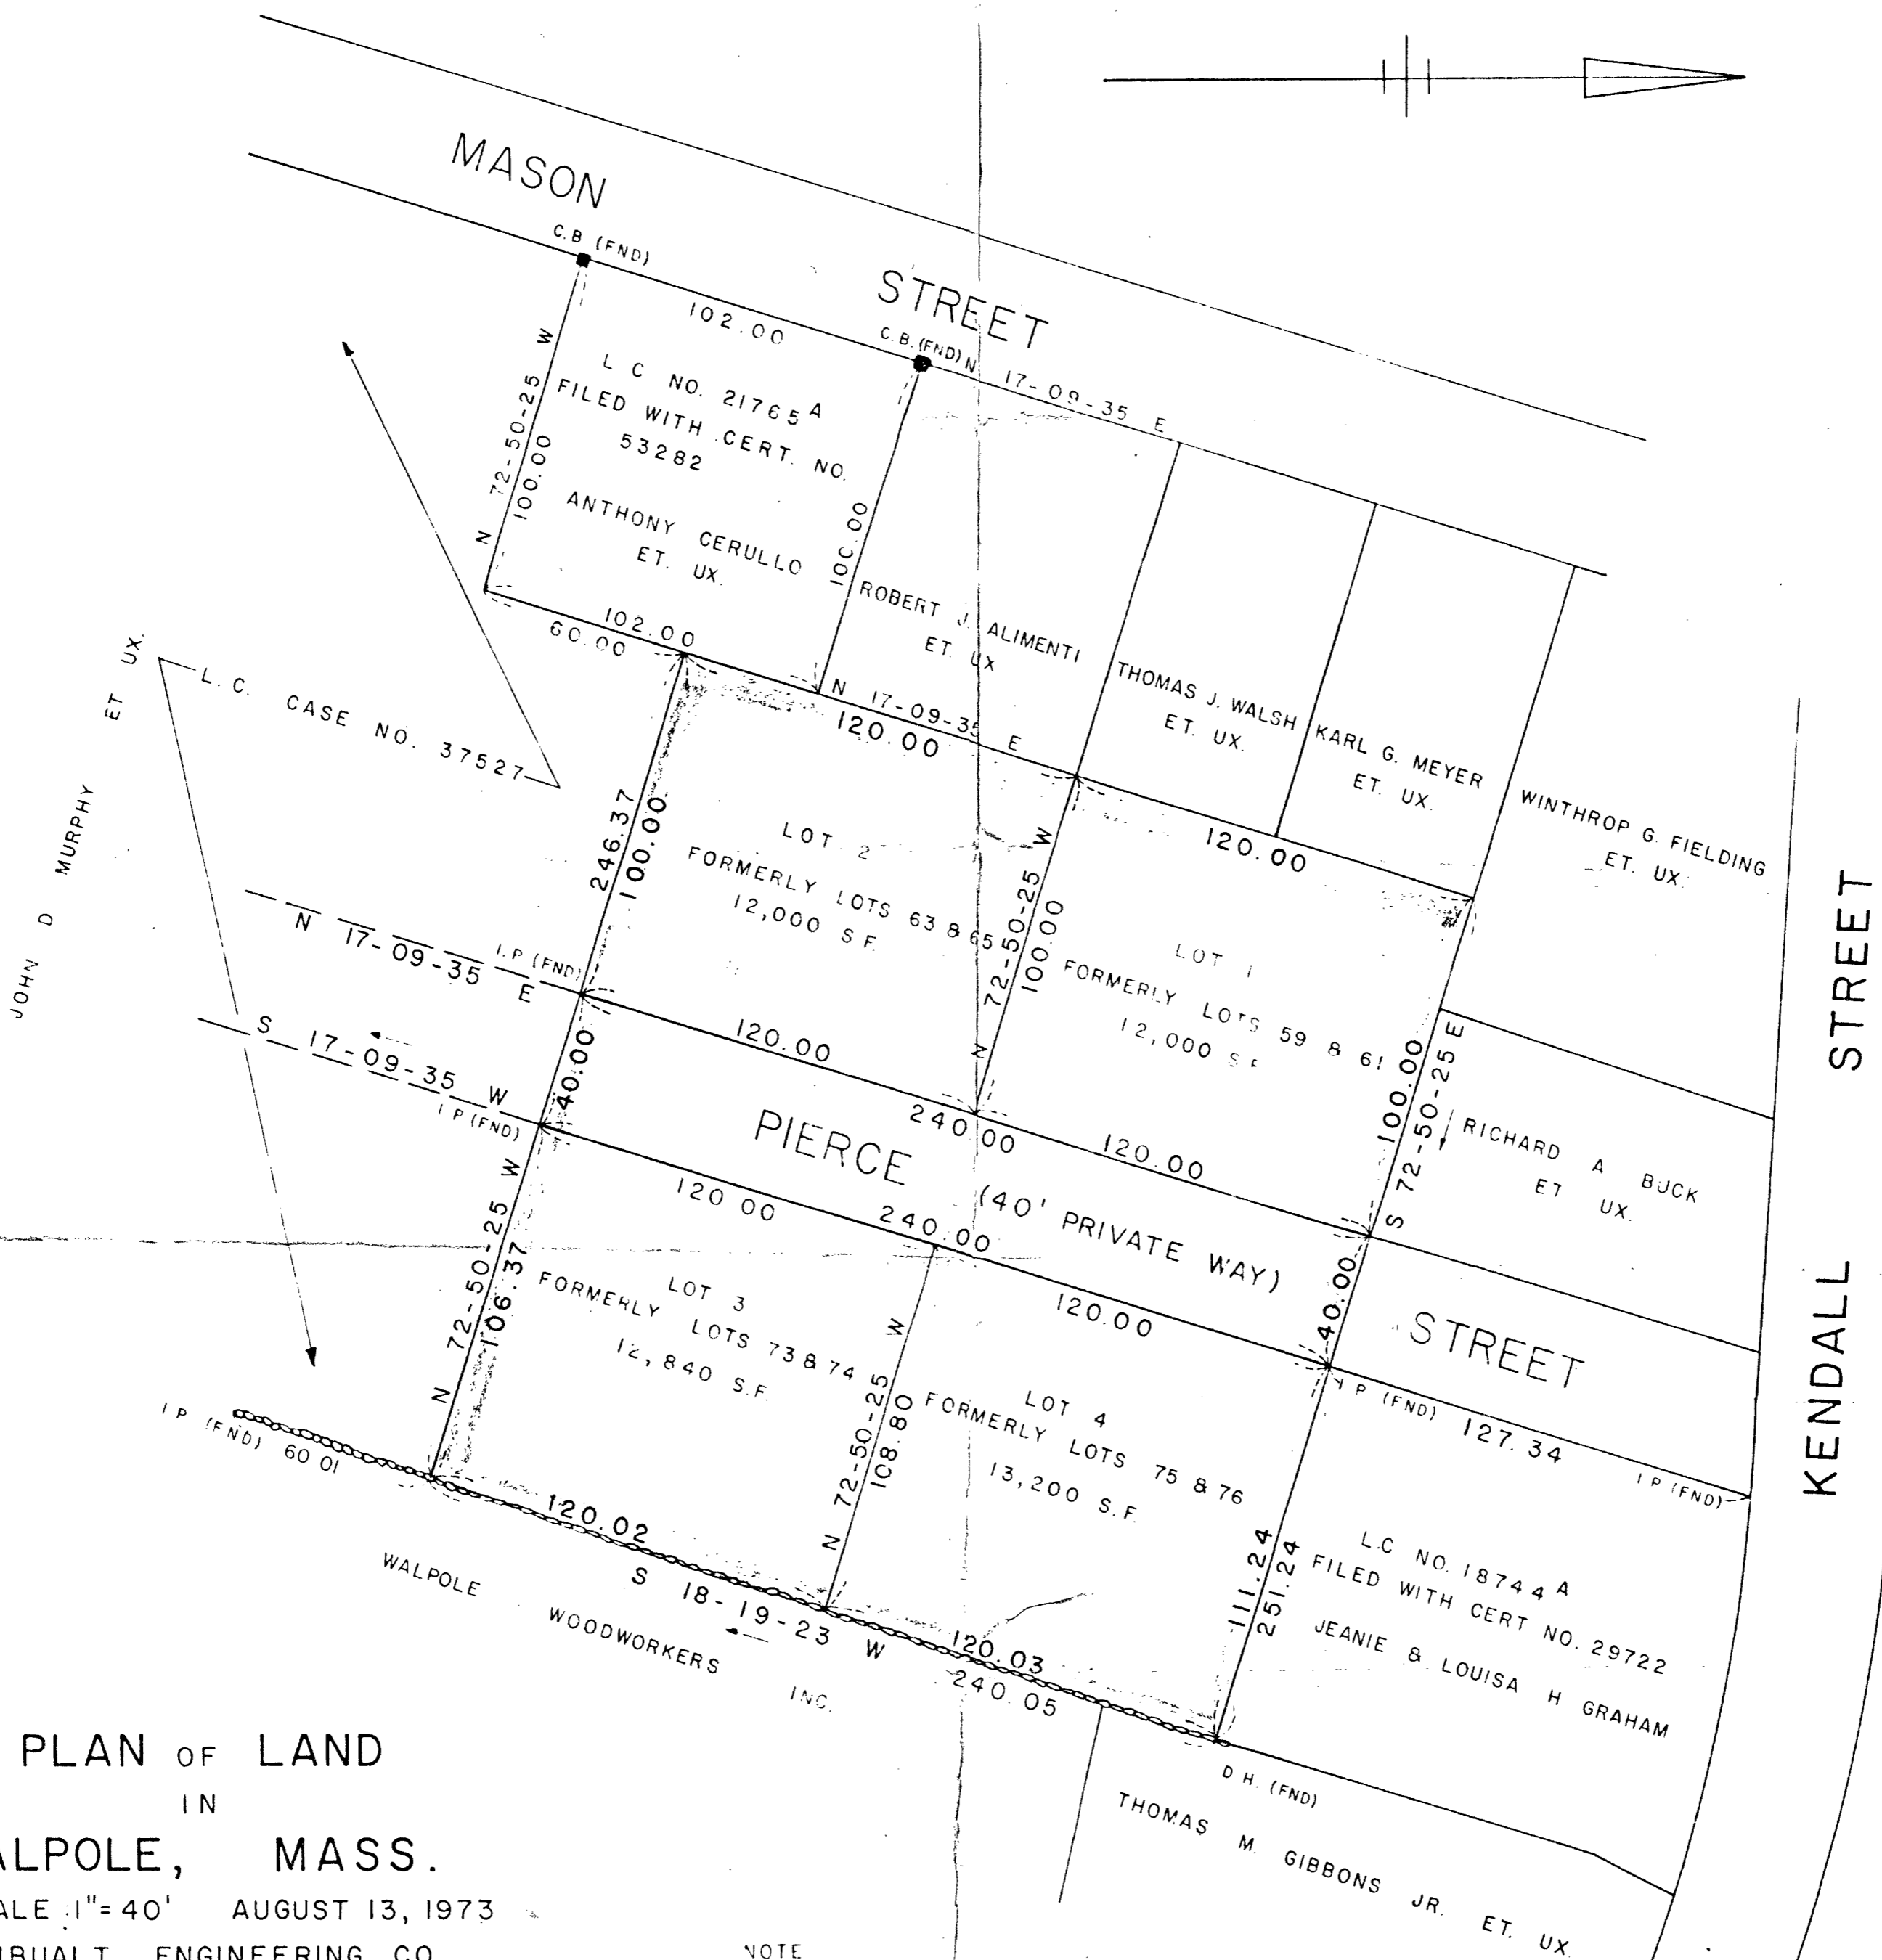 MASON
STREET
C.B (FND)
102.00
C.B. (FND)
N 17-09-35 E
N 72-50-25 W
100.00
L C NO. 21765 A
FILED WITH CERT. NO.
53282
ANTHONY CERULLO
ET. UX.
100.00
102.00
60.00
ROBERT J. ALIMENTI
ET. UX
THOMAS J. WALSH
ET. UX.
KARL G. MEYER
ET. UX.
WINTHROP G. FIELDING
ET. UX.
N 17-09-35 E
120.00
120.00
JOHN D MURPHY ET UX.
L.C. CASE NO. 37527
246.37
100.00
LOT 2
FORMERLY LOTS 63 & 65
12,000 S.F.
N 72-50-25 W
100.00
LOT 1
FORMERLY LOTS 59 & 61
12,000 S F
100.00
S 72-50-25 E
RICHARD A BUCK
ET UX.
N 17-09-35 E
I.P (FND)
S 17-09-35 W
I P (FND)
40.00
120.00
240.00
120.00
PIERCE
(40' PRIVATE WAY)
STREET
120 00
240.00
120.00
40.00
I P (FND)
127.34
I P (FND)
KENDALL STREET
N 72-50-25 W
106.37
LOT 3
FORMERLY LOTS 73 & 74
12,840 S.F.
N 72-50-25 W
108.80
LOT 4
FORMERLY LOTS 75 & 76
13,200 S.F.
111.24
251.24
L.C NO. 18744 A
FILED WITH CERT NO. 29722
JEANIE & LOUISA H GRAHAM
I P (FND) 60 01
120.02
S 18-19-23 W
120.03
240.05
WALPOLE WOODWORKERS INC.
D H. (FND)
THOMAS M. GIBBONS JR. ET. UX.
PLAN OF LAND
IN
ALPOLE, MASS.
ALE 1"=40' AUGUST 13, 1973
ENGINEERING CO
NOTE